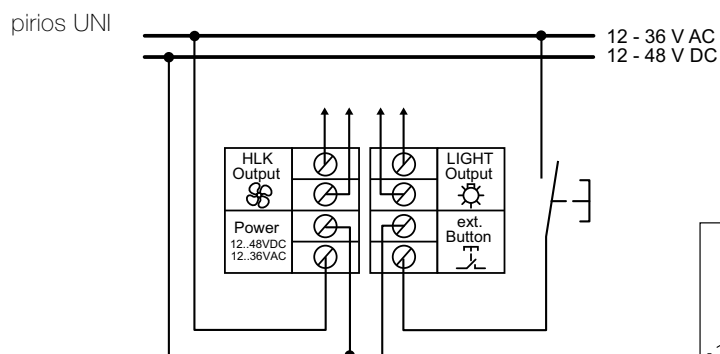 pirios UNI
12 - 36 V AC
12 - 48 V DC
HLK
Output
LIGHT
Output
Power
12..48VDC
12..36VAC
ext.
Button